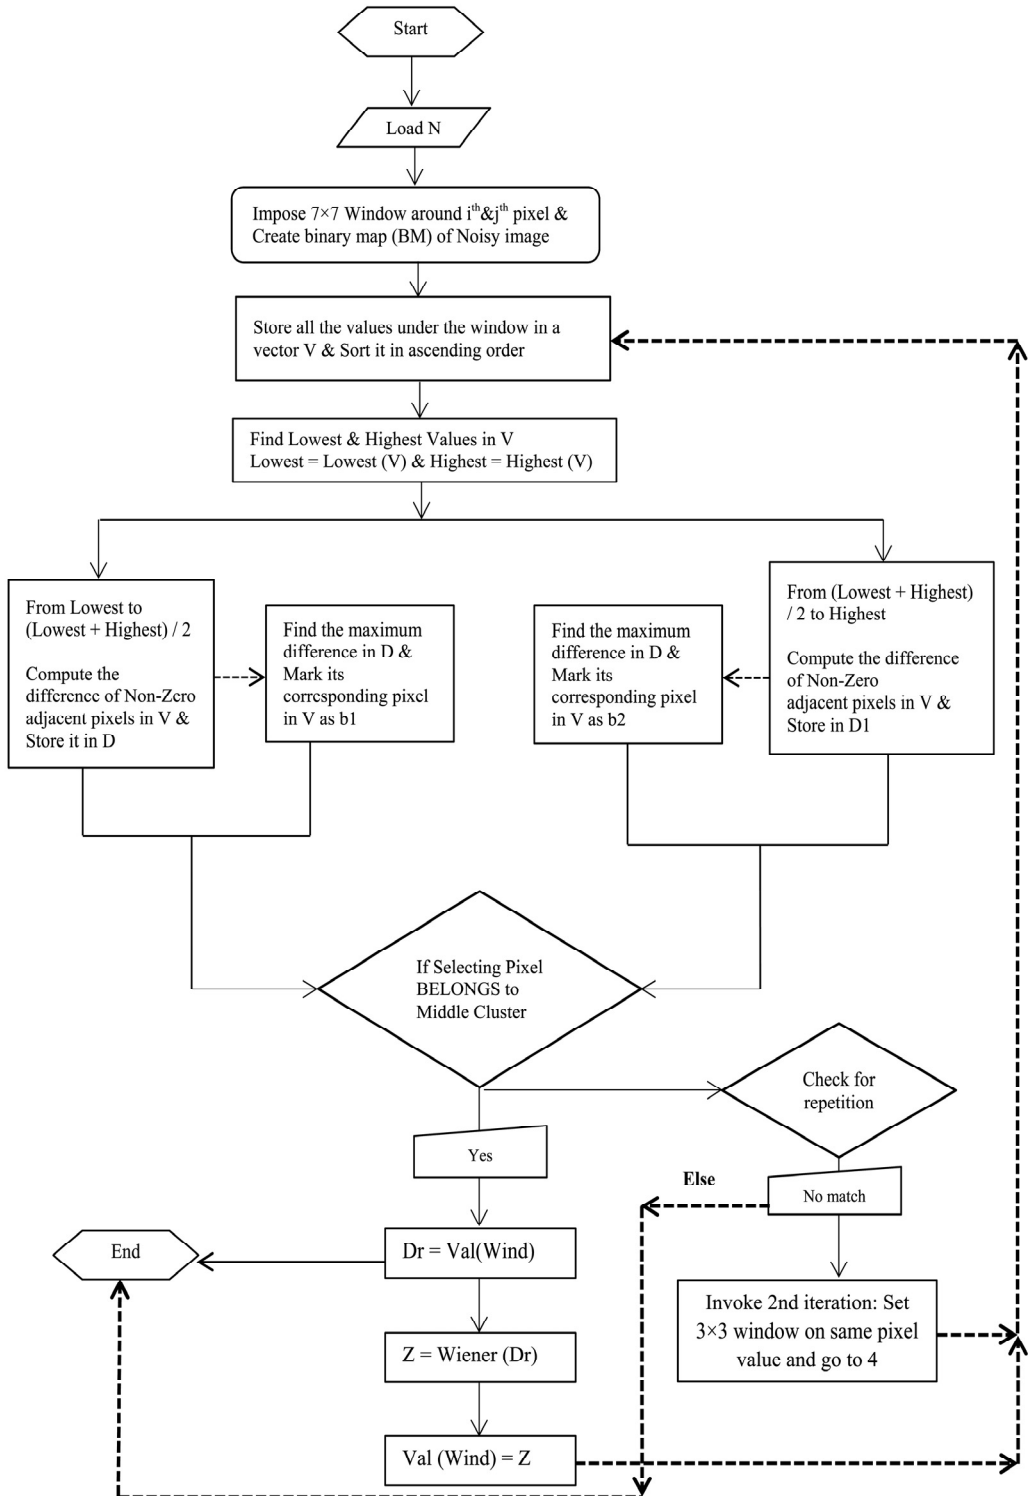 Start
Load N
Impose 7×7 Window around i^th&j^th pixel &
Create binary map (BM) of Noisy image
Store all the values under the window in a
vector V & Sort it in ascending order
Find Lowest & Highest Values in V
Lowest = Lowest (V) & Highest = Highest (V)
From Lowest to
(Lowest + Highest) / 2
Compute the
difference of Non-Zero
adjacent pixels in V &
Store it in D
Find the maximum
difference in D &
Mark its
corresponding pixel
in V as b1
Find the maximum
difference in D &
Mark its
corresponding pixel
in V as b2
From (Lowest + Highest)
/ 2 to Highest
Compute the difference
of Non-Zero
adjacent pixels in V &
Store in D1
If Selecting Pixel
BELONGS to
Middle Cluster
Check for
repetition
Yes
Else
No match
Dr = Val(Wind)
End
Invoke 2nd iteration: Set
3×3 window on same pixel
value and go to 4
Z = Wiener (Dr)
Val (Wind) = Z